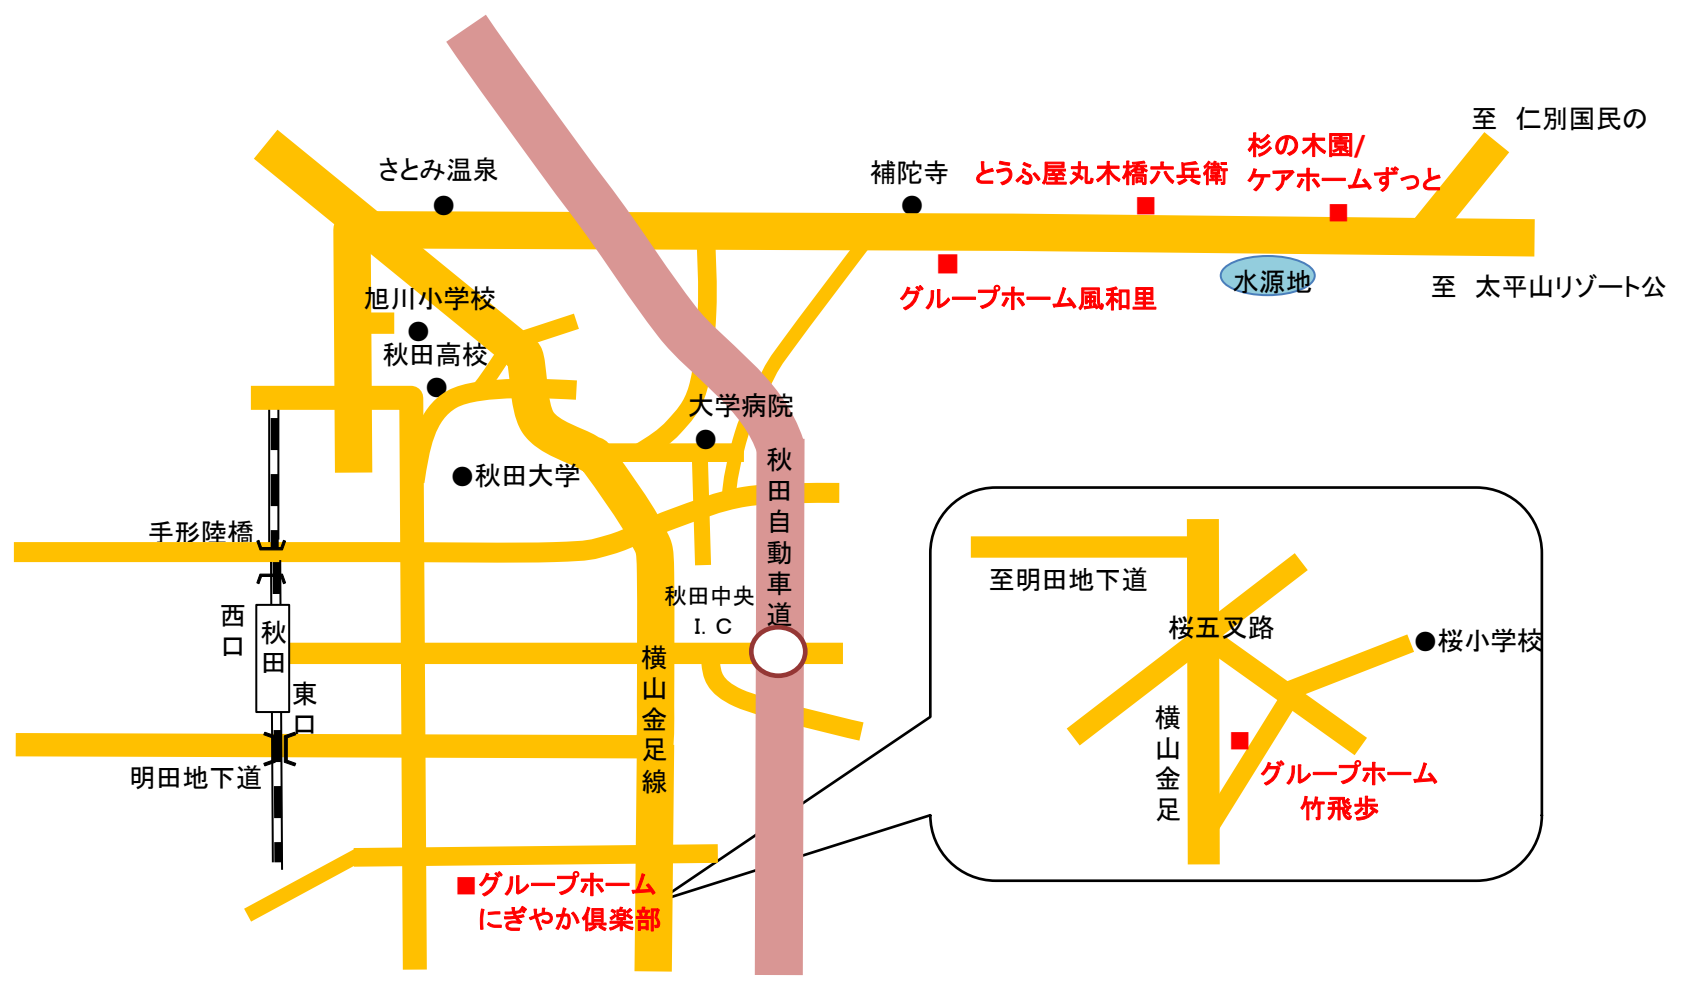 至　仁別国民の
杉の木園/
ケアホームずっと
さとみ温泉
補陀寺
とうふ屋丸木橋六兵衛
水源地
至　太平山リゾート公
グループホーム風和里
旭川小学校
秋田高校
大学病院
秋田大学
秋田自動車道
手形陸橋
至明田地下道
秋田中央
I. C
西口
秋田
桜五叉路
桜小学校
横山金足線
東口
横山金足
明田地下道
グループホーム
竹飛歩
グループホーム
にぎやか倶楽部